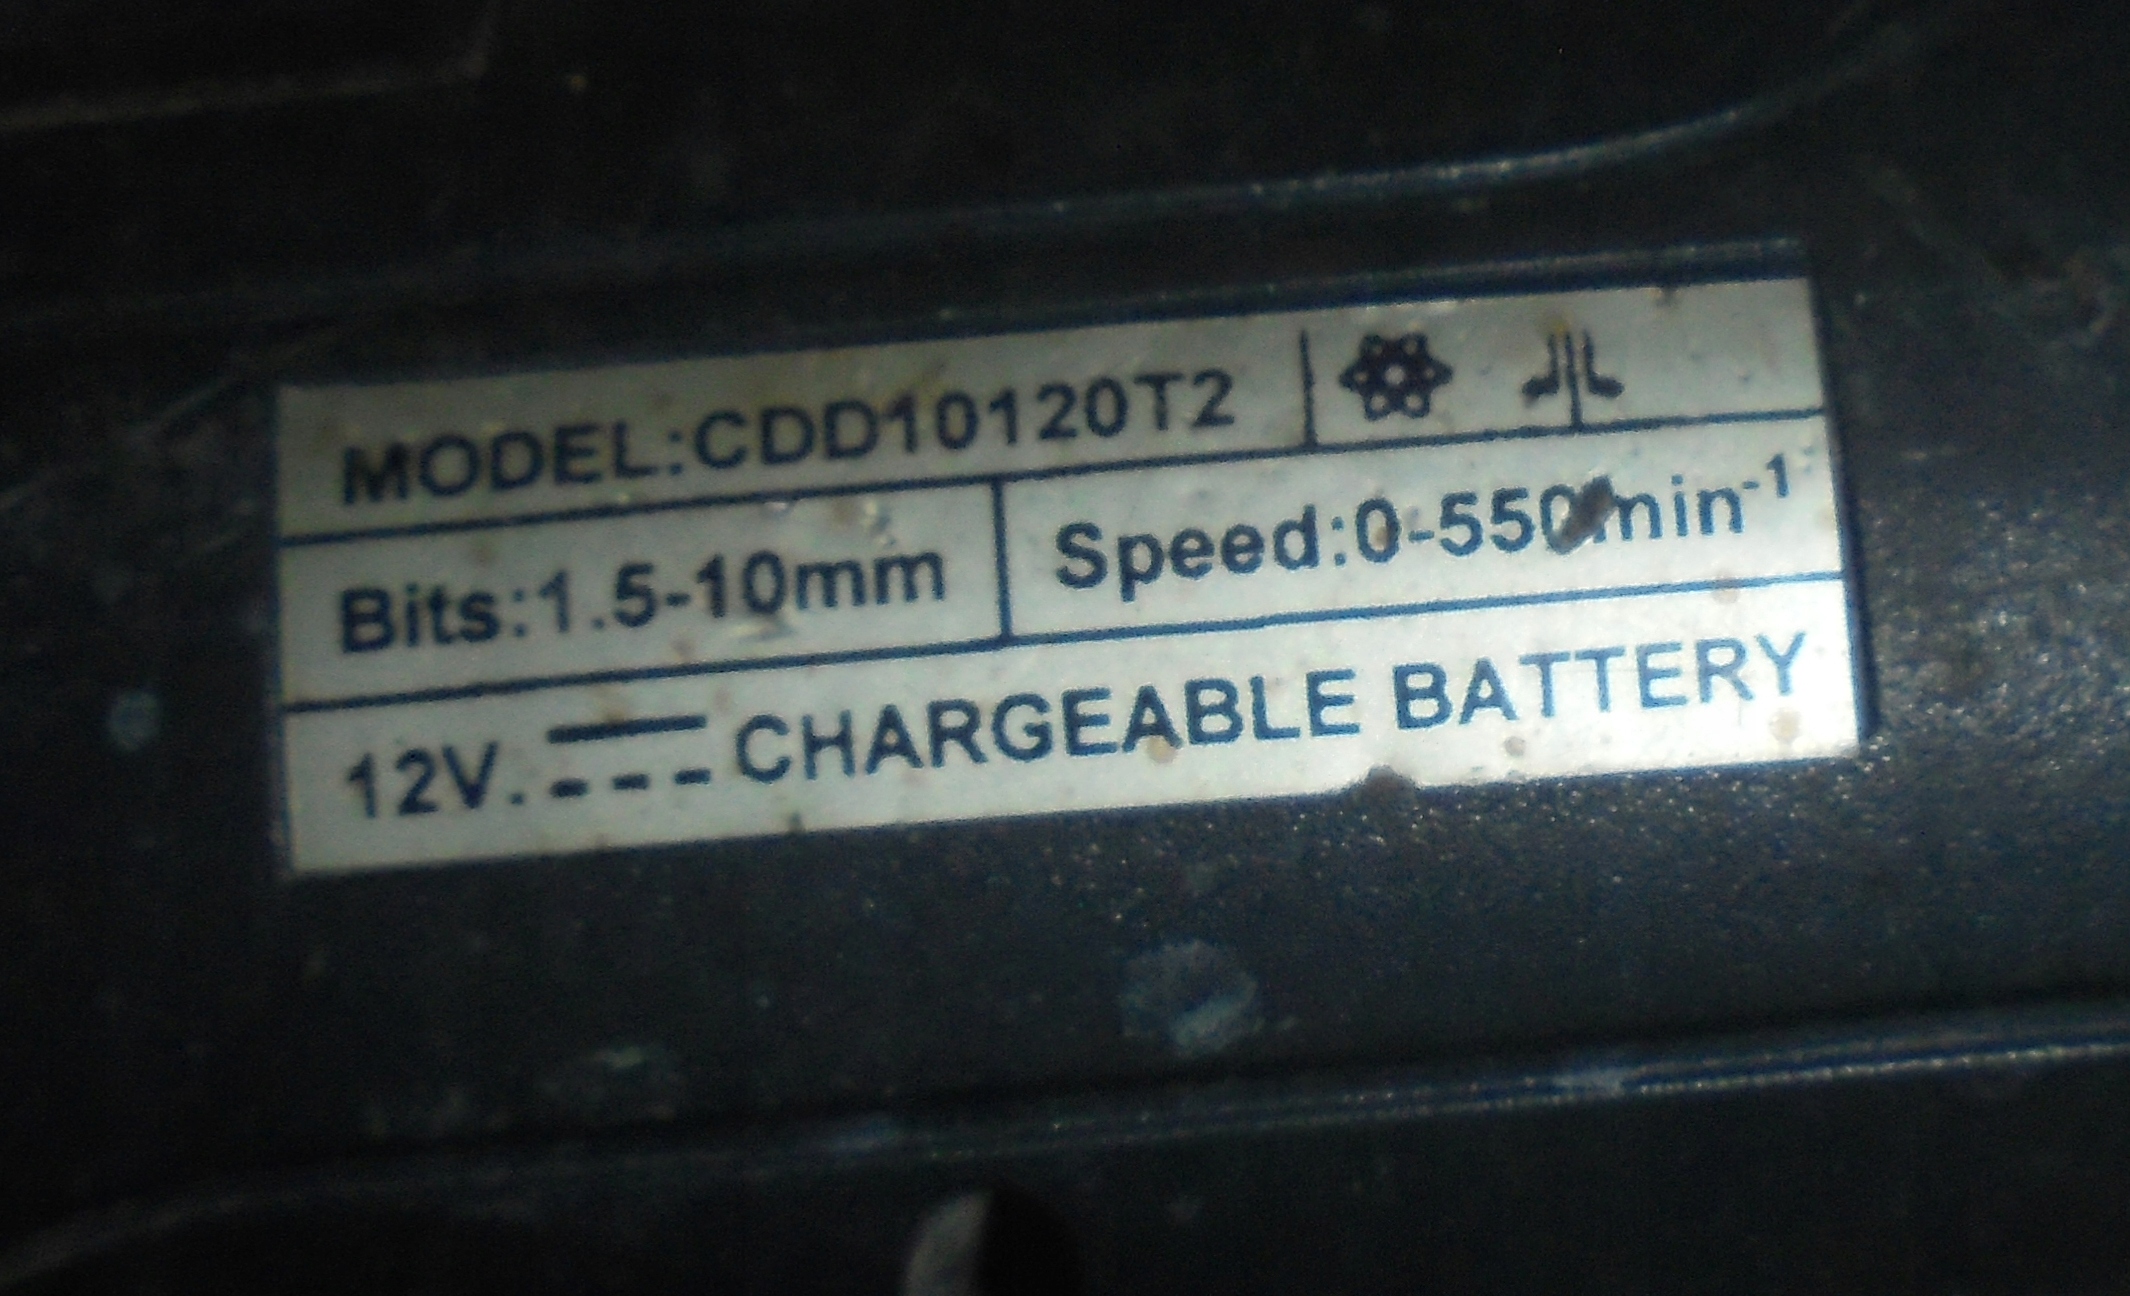 MODEL:CDD10120T2
Bits:1.5-10mm
Speed:0-550min⁻¹
12V. CHARGEABLE BATTERY